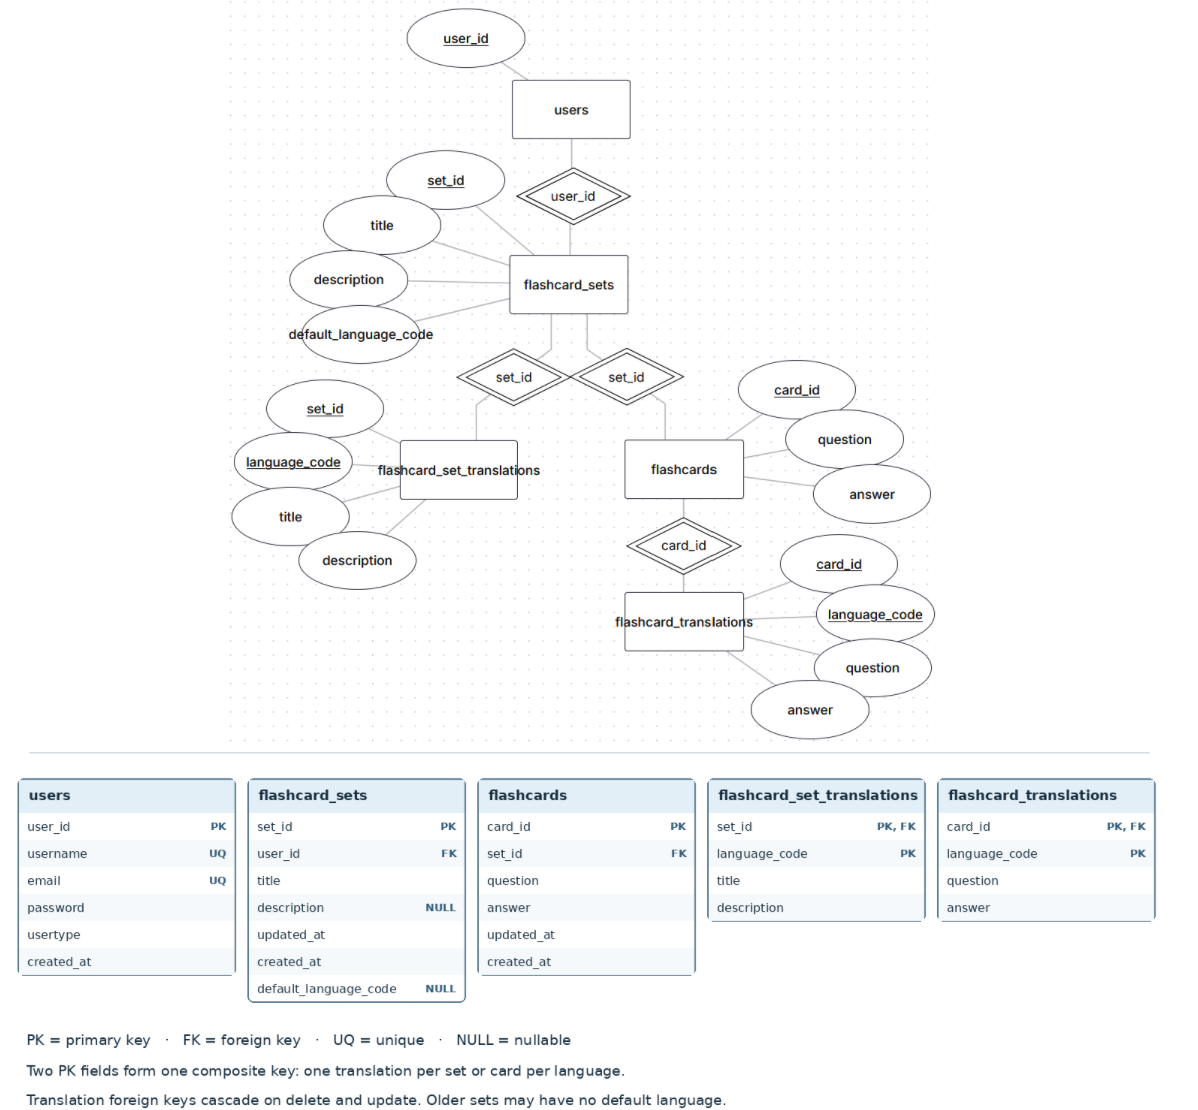 user_id
users
user_id
set_id
title
description
default_language_code
flashcard_sets
set_id
set_id
set_id
language_code
title
description
flashcard_set_translations
card_id
question
answer
flashcards
card_id
card_id
language_code
question
answer
flashcard_translations
users
user_id PK
username UQ
email UQ
password
usertype
created_at
flashcard_sets
set_id PK
user_id FK
title
description NULL
updated_at
created_at
default_language_code NULL
flashcards
card_id PK
set_id FK
question
answer
updated_at
created_at
flashcard_set_translations
set_id PK, FK
language_code PK
title
description
flashcard_translations
card_id PK, FK
language_code PK
question
answer
PK = primary key · FK = foreign key · UQ = unique · NULL = nullable
Two PK fields form one composite key: one translation per set or card per language.
Translation foreign keys cascade on delete and update. Older sets may have no default language.